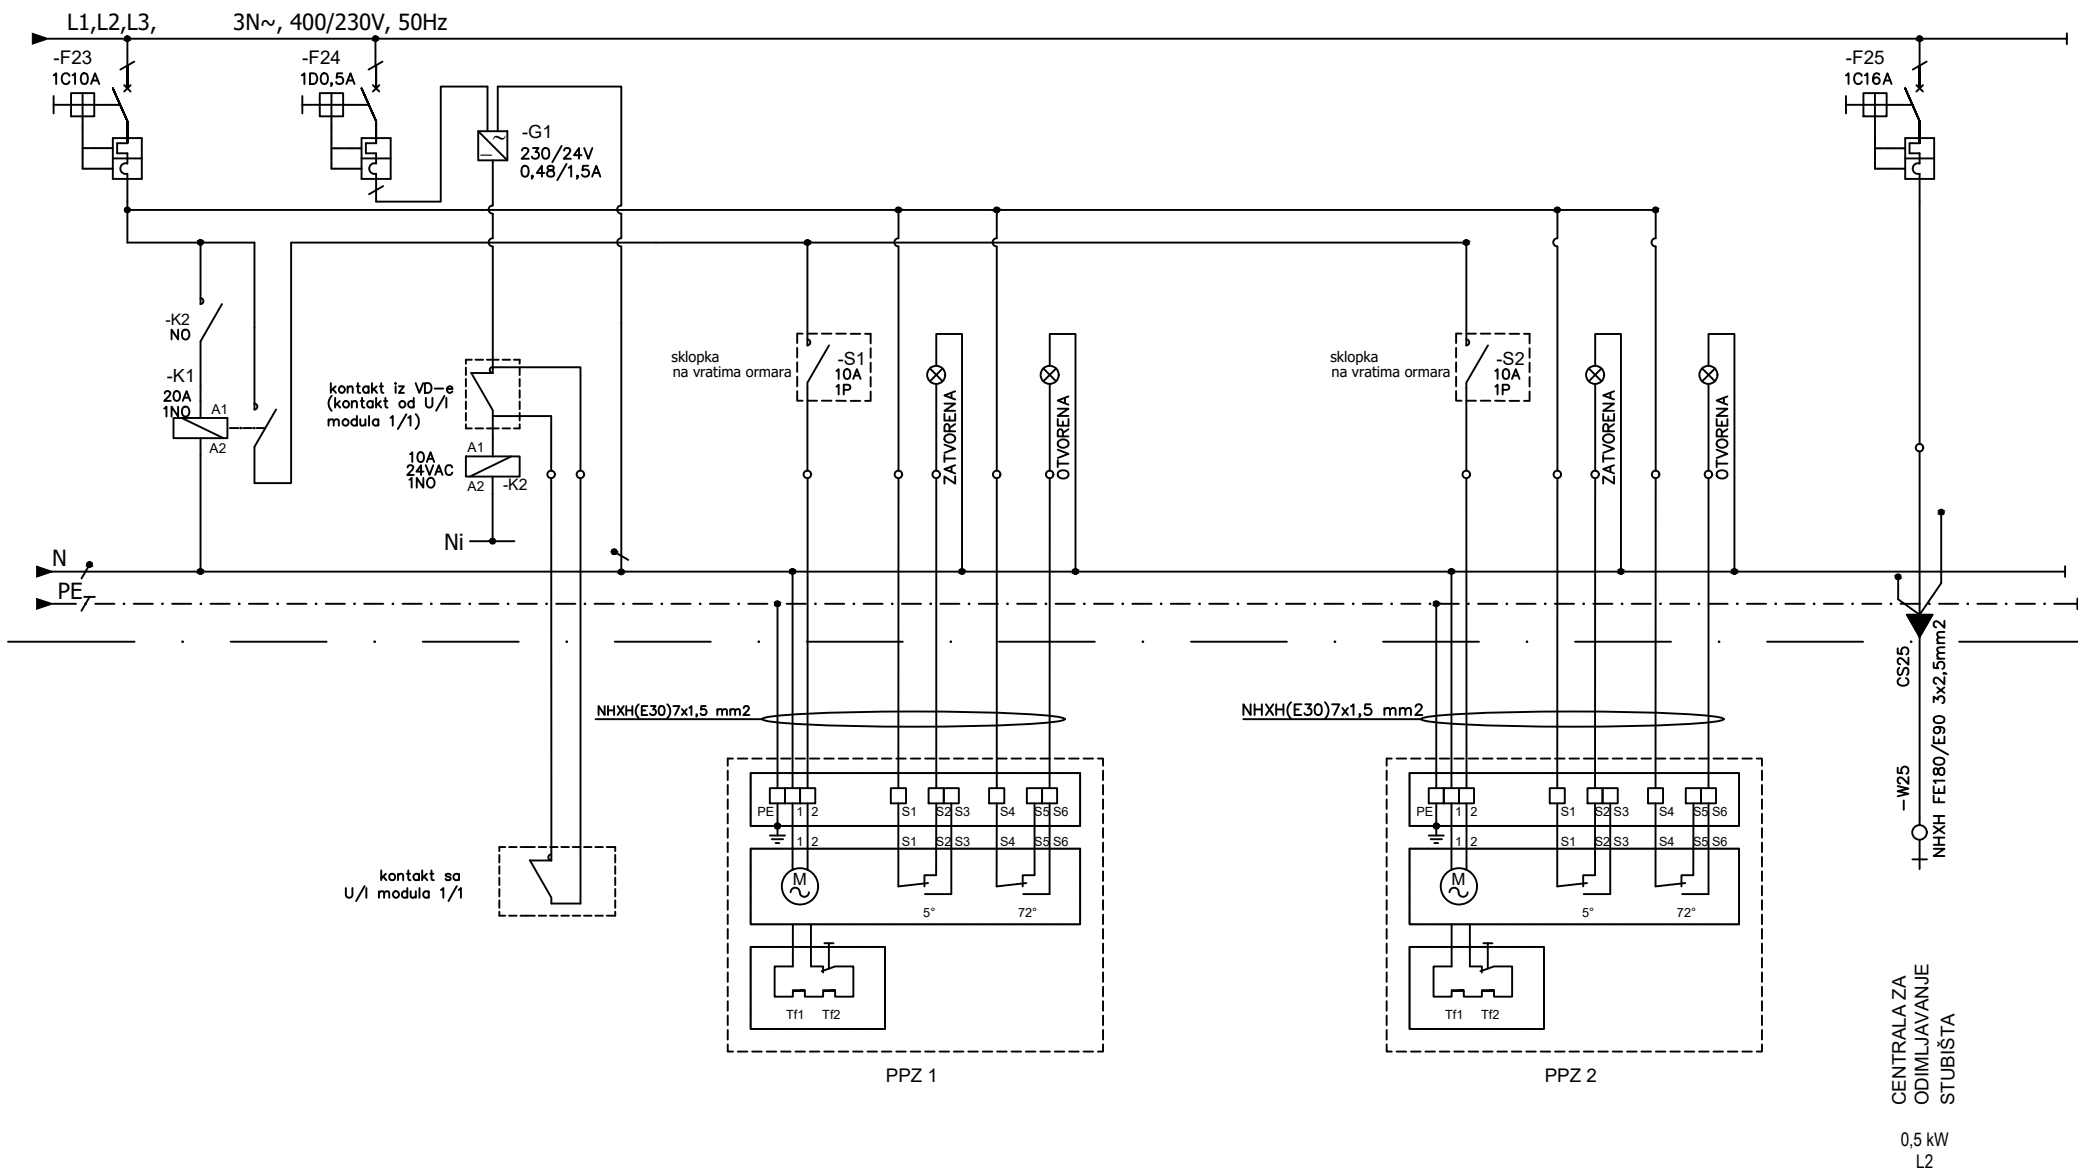 L1,L2,L3,
3N~, 400/230V, 50Hz
-F23
1C10A
-F24
1D0,5A
-G1
230/24V
0,48/1,5A
-F25
1C16A
-K2
NO
-K1
20A
1NO
A1
A2
kontakt iz VD-e
(kontakt od U/I
modula 1/1)
10A
24VAC
1NO
A1
A2
-K2
Ni
sklopka
na vratima ormara
-S1
10A
1P
ZATVORENA
OTVORENA
sklopka
na vratima ormara
-S2
10A
1P
ZATVORENA
OTVORENA
N
PE
NHXH(E30)7x1,5 mm2
NHXH(E30)7x1,5 mm2
CS25
-W25
NHXH FE180/E90 3x2,5mm2
kontakt sa
U/I modula 1/1
PE 1 2 S1 S2 S3 S4 S5 S6
1 2 S1 S2 S3 S4 S5 S6
M
5°
72°
Tf1 Tf2
PPZ 1
PE 1 2 S1 S2 S3 S4 S5 S6
1 2 S1 S2 S3 S4 S5 S6
M
5°
72°
Tf1 Tf2
PPZ 2
CENTRALA ZA
ODIMLJAVANJE
STUBIŠTA
0,5 kW
L2